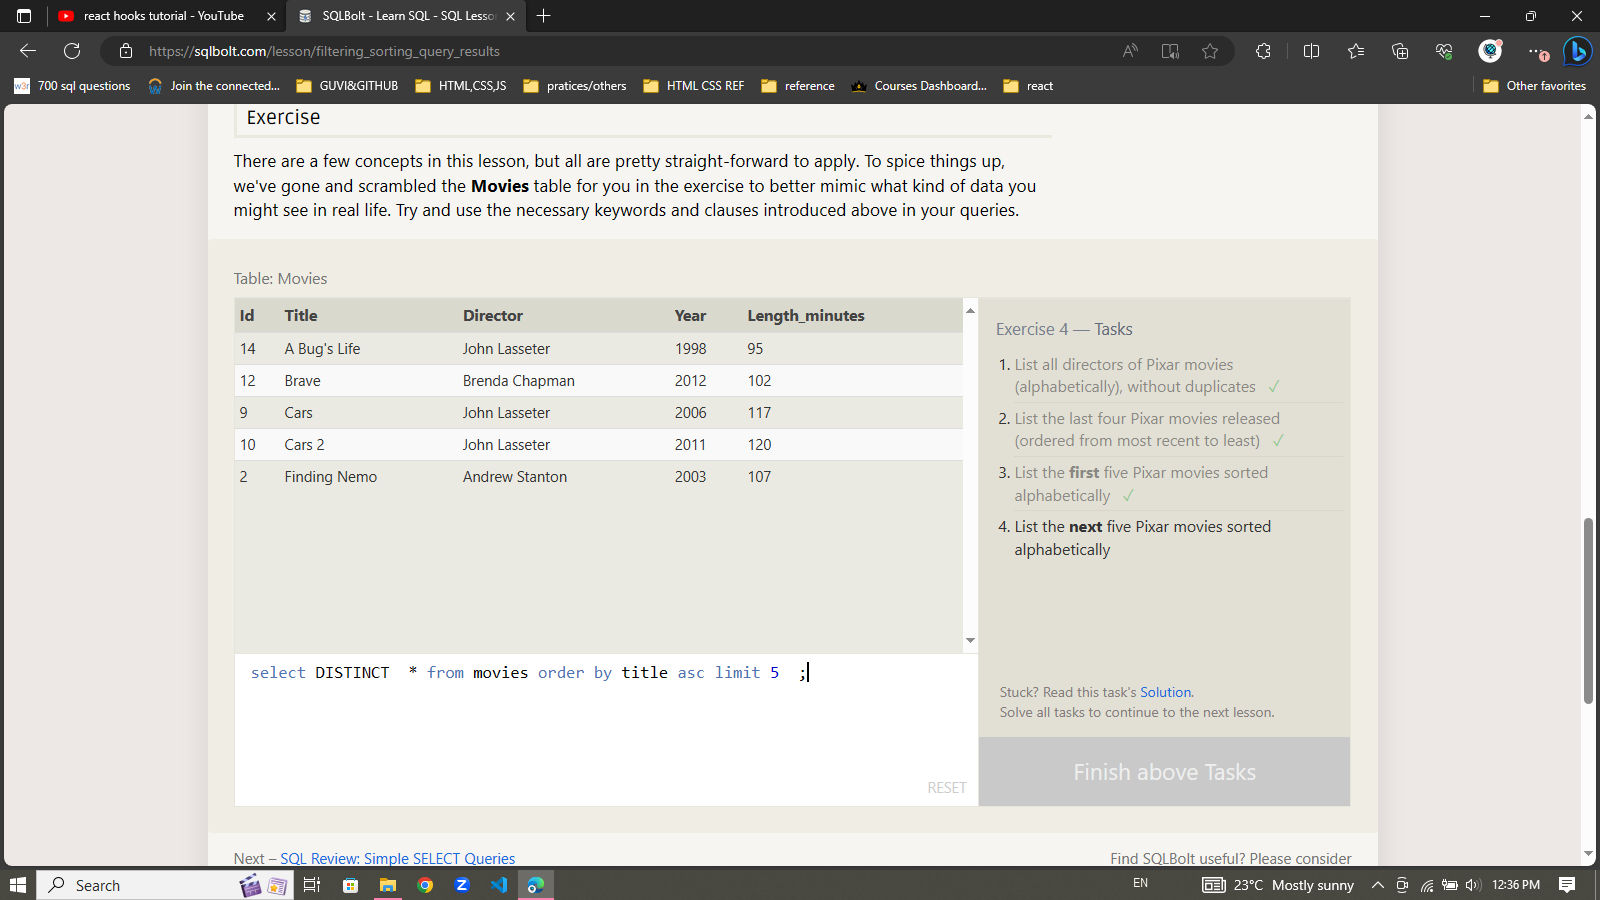 react hooks tutorial - YouTube
SQLBolt - Learn SQL - SQL Lesso
https://sqlbolt.com/lesson/filtering_sorting_query_results
1
w3r
700 sql questions
Join the connected...
GUVI&GITHUB
HTML,CSS,JS
pratices/others
HTML CSS REF
reference
Courses Dashboard...
react
Other favorites
Exercise
There are a few concepts in this lesson, but all are pretty straight-forward to apply. To spice things up,
we've gone and scrambled the Movies table for you in the exercise to better mimic what kind of data you
might see in real life. Try and use the necessary keywords and clauses introduced above in your queries.
Table: Movies
Id Title Director Year Length_minutes
14 A Bug's Life John Lasseter 1998 95
12 Brave Brenda Chapman 2012 102
9 Cars John Lasseter 2006 117
10 Cars 2 John Lasseter 2011 120
2 Finding Nemo Andrew Stanton 2003 107
select DISTINCT  * from movies order by title asc limit 5  ;
RESET
Exercise 4 — Tasks
1. List all directors of Pixar movies
(alphabetically), without duplicates ✓
2. List the last four Pixar movies released
(ordered from most recent to least) ✓
3. List the first five Pixar movies sorted
alphabetically ✓
4. List the next five Pixar movies sorted
alphabetically
Stuck? Read this task's Solution.
Solve all tasks to continue to the next lesson.
Finish above Tasks
Next – SQL Review: Simple SELECT Queries
Find SQLBolt useful? Please consider
Search
EN
23°C Mostly sunny
12:36 PM